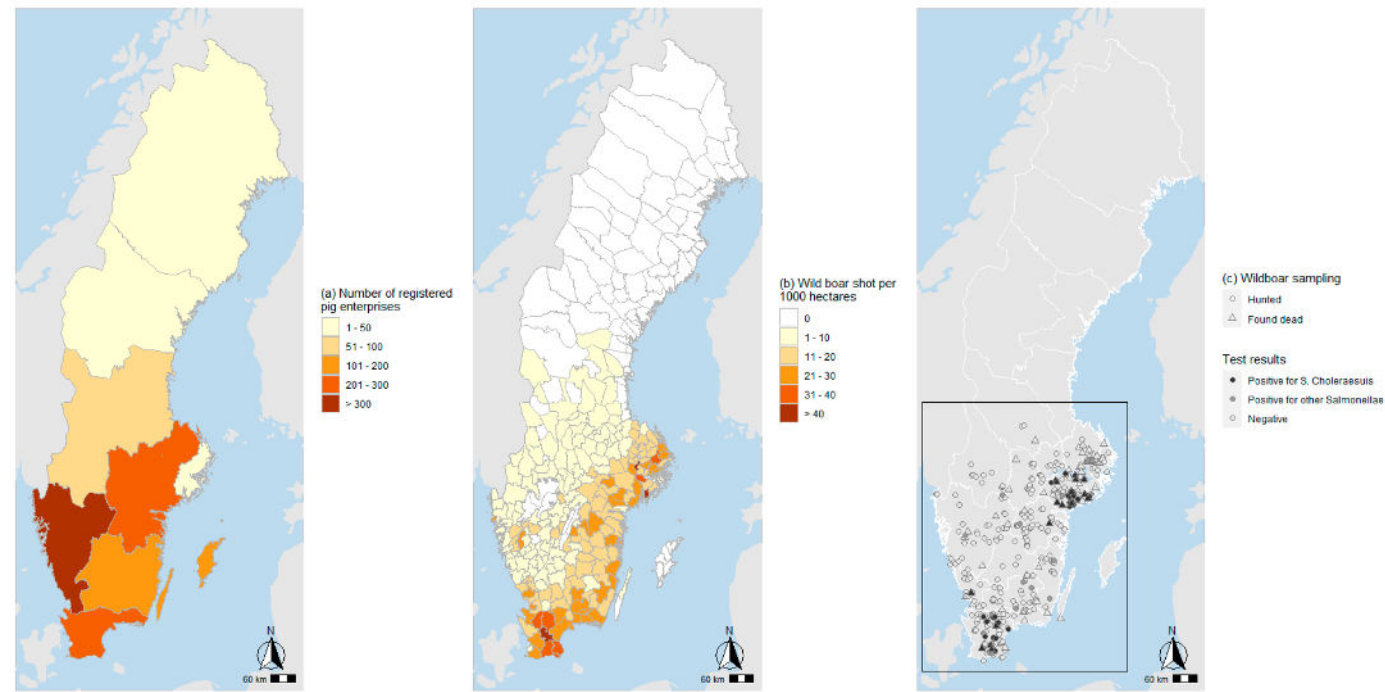 (a) Number of registered
pig enterprises
1 - 50
51 - 100
101 - 200
201 - 300
> 300
N
60 km
(b) Wild boar shot per
1000 hectares
0
1 - 10
11 - 20
21 - 30
31 - 40
> 40
N
60 km
(c) Wildboar sampling
Hunted
Found dead
Test results
Positive for S. Choleraesuis
Positive for other Salmonellae
Negative
N
60 km